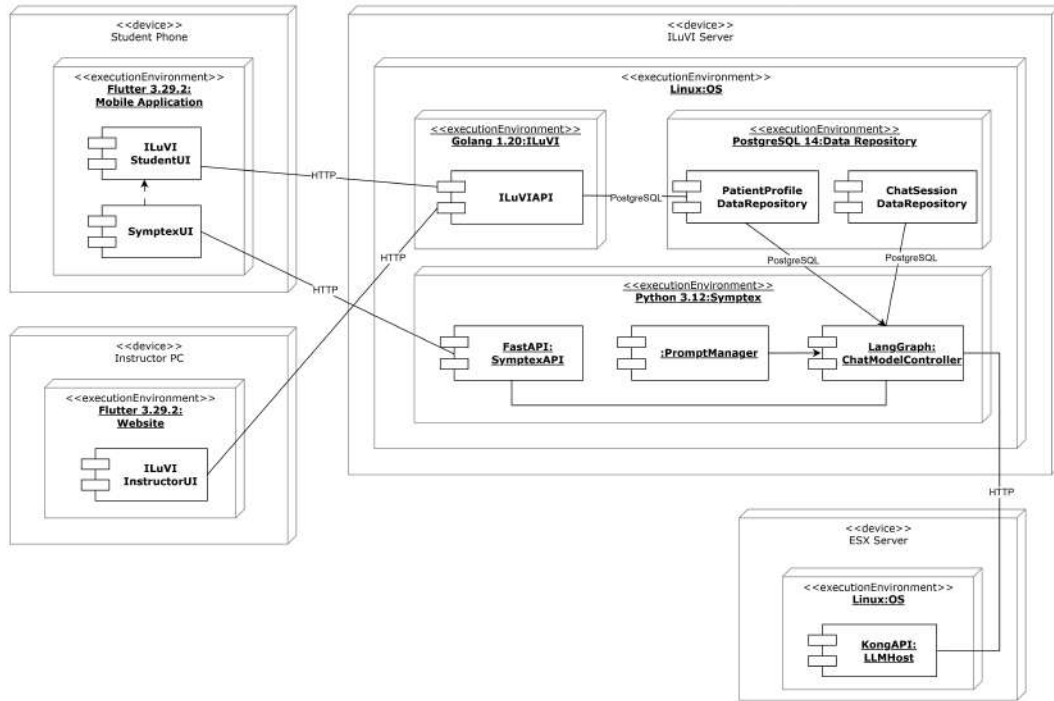 <<device>>
Student Phone
<<executionEnvironment>>
Flutter 3.29.2:
Mobile Application
ILuVI
StudentUI
SymptexUI
HTTP
HTTP
HTTP
<<device>>
Instructor PC
<<executionEnvironment>>
Flutter 3.29.2:
Website
ILuVI
InstructorUI
<<device>>
ILuVI Server
<<executionEnvironment>>
Linux:OS
<<executionEnvironment>>
Golang 1.20:ILuVI
ILuVIAPI
PostgreSQL
<<executionEnvironment>>
PostgreSQL 14:Data Repository
PatientProfile
DataRepository
ChatSession
DataRepository
PostgreSQL
PostgreSQL
<<executionEnvironment>>
Python 3.12:Symptex
FastAPI:
SymptexAPI
:PromptManager
LangGraph:
ChatModelController
HTTP
<<device>>
ESX Server
<<executionEnvironment>>
Linux:OS
KongAPI:
LLMHost